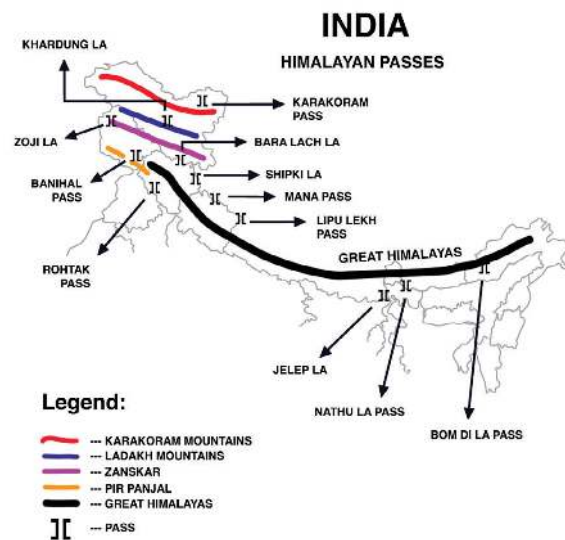 INDIA
HIMALAYAN PASSES
KHARDUNG LA
KARAKORAM
PASS
ZOJI LA
BARA LACH LA
SHIPKI LA
BANIHAL
PASS
MANA PASS
LIPU LEKH
PASS
ROHTAK
PASS
GREAT HIMALAYAS
JELEP LA
NATHU LA PASS
BOM DI LA PASS
Legend:
--- KARAKORAM MOUNTAINS
--- LADAKH MOUNTAINS
--- ZANSKAR
--- PIR PANJAL
--- GREAT HIMALAYAS
--- PASS